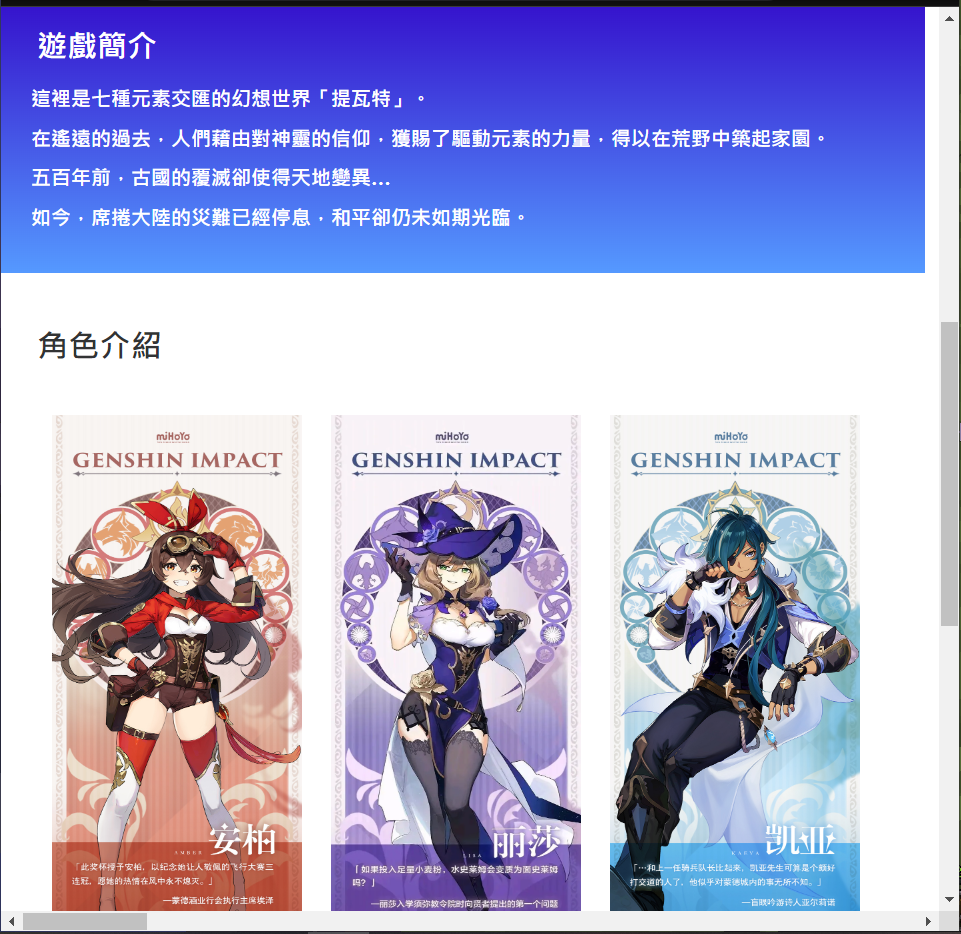 遊戲簡介
這裡是七種元素交匯的幻想世界「提瓦特」。
在遙遠的過去，人們藉由對神靈的信仰，獲賜了驅動元素的力量，得以在荒野中築起家園。
五百年前，古國的覆滅卻使得天地變異...
如今，席捲大陸的災難已經停息，和平卻仍未如期光臨。
角色介紹
miHoYo
GENSHIN IMPACT
AMBER
安柏
「此奖杯授予安柏，以纪念她让人敬佩的飞行大赛三
连冠，愿她的热情在风中永不熄灭。」
—蒙德涵业行会执行主席埃泽
miHoYo
GENSHIN IMPACT
LISA
丽莎
「如果投入足量小麦粉，水史莱姆会变质为面史莱姆
吗？」
—丽莎入学须弥教令院时向贤者提出的第一个问题
miHoYo
GENSHIN IMPACT
KAEYA
凯亚
「…和上一任骑兵队长比起来，凯亚先生可算是个颇好
打交道的人了，他似乎对蒙德城内的事无所不知。」
—盲眼吟游诗人亚尔莉诺